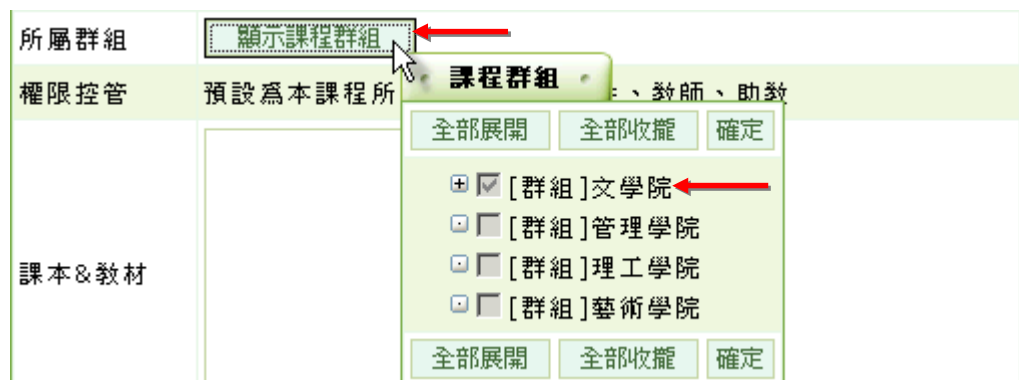 所屬群組 顯示課程群組
課程群組
權限控管 預設為本課程所 、教師、助教
全部展開 全部收攏 確定
[群組]文學院
[群組]管理學院
[群組]理工學院
課本&教材
[群組]藝術學院
全部展開 全部收攏 確定